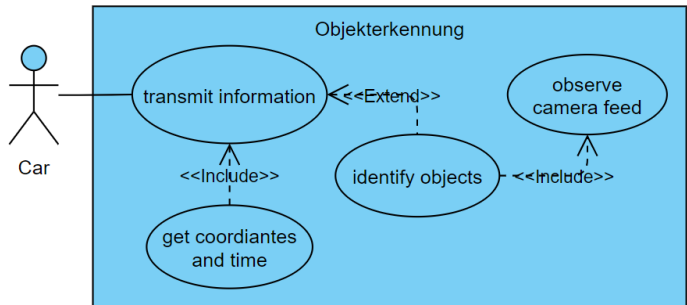 Objekterkennung
transmit information
<<Extend>>
observe
camera feed
Car
<<Include>>
identify objects
<<Include>>
get coordiantes
and time